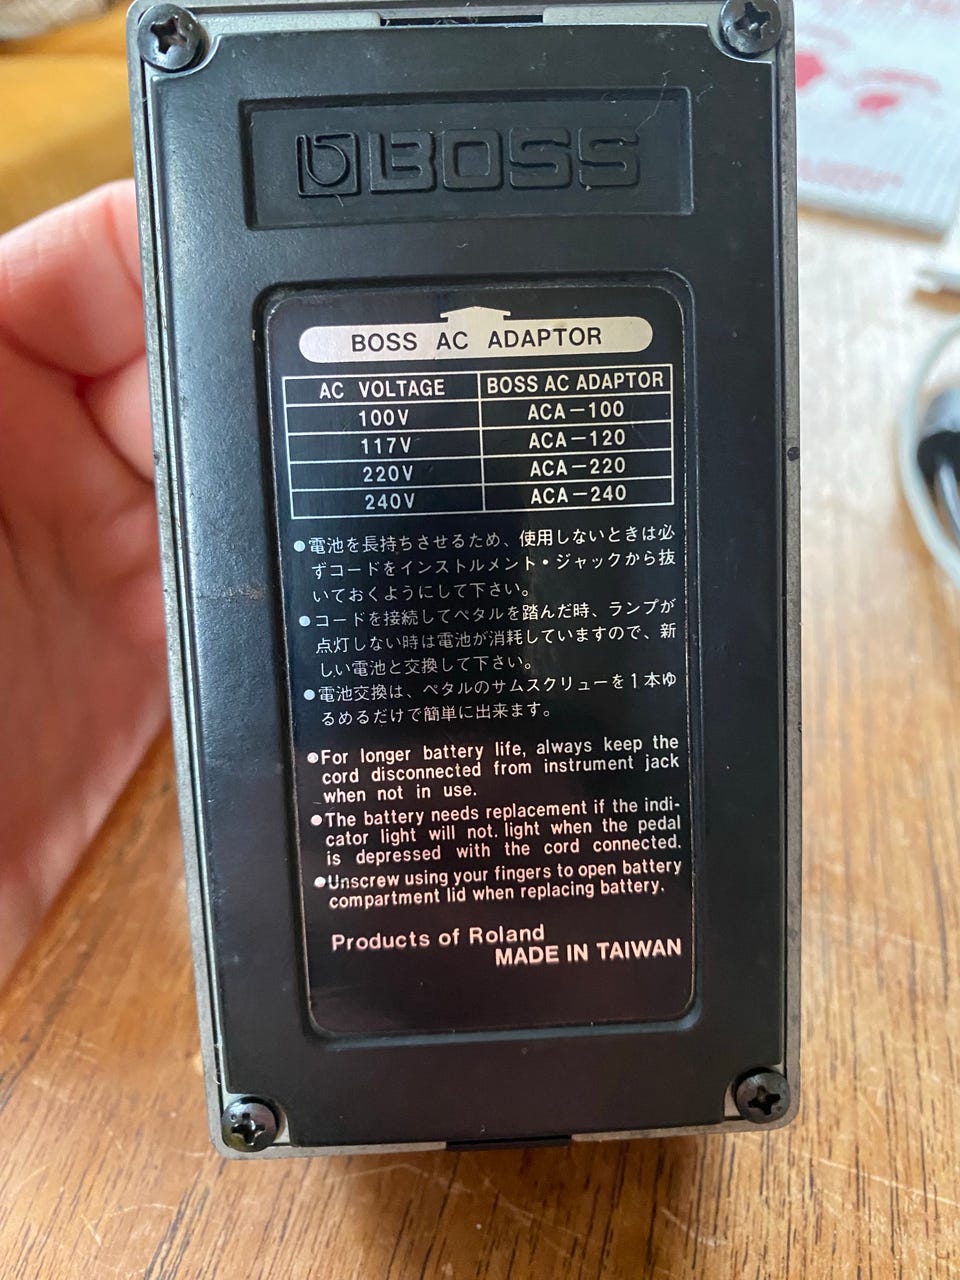 BOSS
BOSS AC ADAPTOR
AC VOLTAGE BOSS AC ADAPTOR
100V ACA-100
117V ACA-120
220V ACA-220
240V ACA-240
●電池を長持ちさせるため、使用しないときは必
ずコードをインストルメント・ジャックから抜
いておくようにして下さい。
●コードを接続してペタルを踏んだ時、ランプが
点灯しない時は電池が消耗していますので、新
しい電池と交換して下さい。
●電池交換は、ペタルのサムスクリューを1本ゆ
るめるだけで簡単に出来ます。
●For longer battery life, always keep the
cord disconnected from instrument jack
when not in use.
●The battery needs replacement if the indi-
cator light will not. light when the pedal
is depressed with the cord connected.
●Unscrew using your fingers to open battery
compartment lid when replacing battery.
Products of Roland
MADE IN TAIWAN